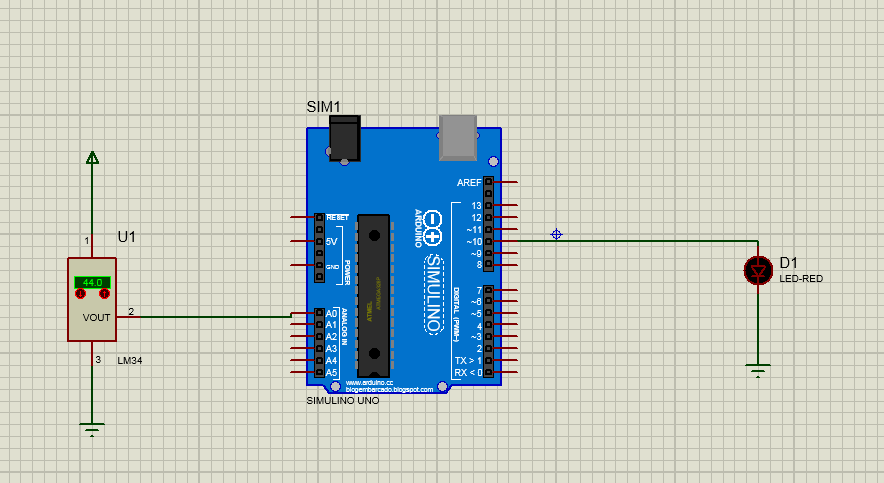 SIM1
AREF
13
12
~11
~10
~9
8
RESET
5V
GND
POWER
ARDUINO
SIMULINO
ANALOG IN
A0
A1
A2
A3
A4
A5
DIGITAL (PWM~)
7
~6
~5
4
~3
2
TX > 1
RX < 0
ATMEL
www.arduino.cc
blogembarcado.blogspot.com
SIMULINO UNO
U1
1
44.0
VOUT
2
3
LM34
D1
LED-RED